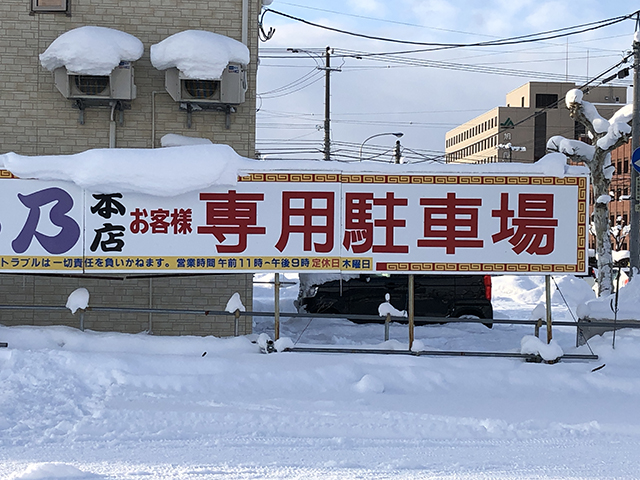 乃 本店 お客様 専用駐車場
トラブルは一切責任を負いかねます。 営業時間 午前11時〜午後9時 定休日 木曜日